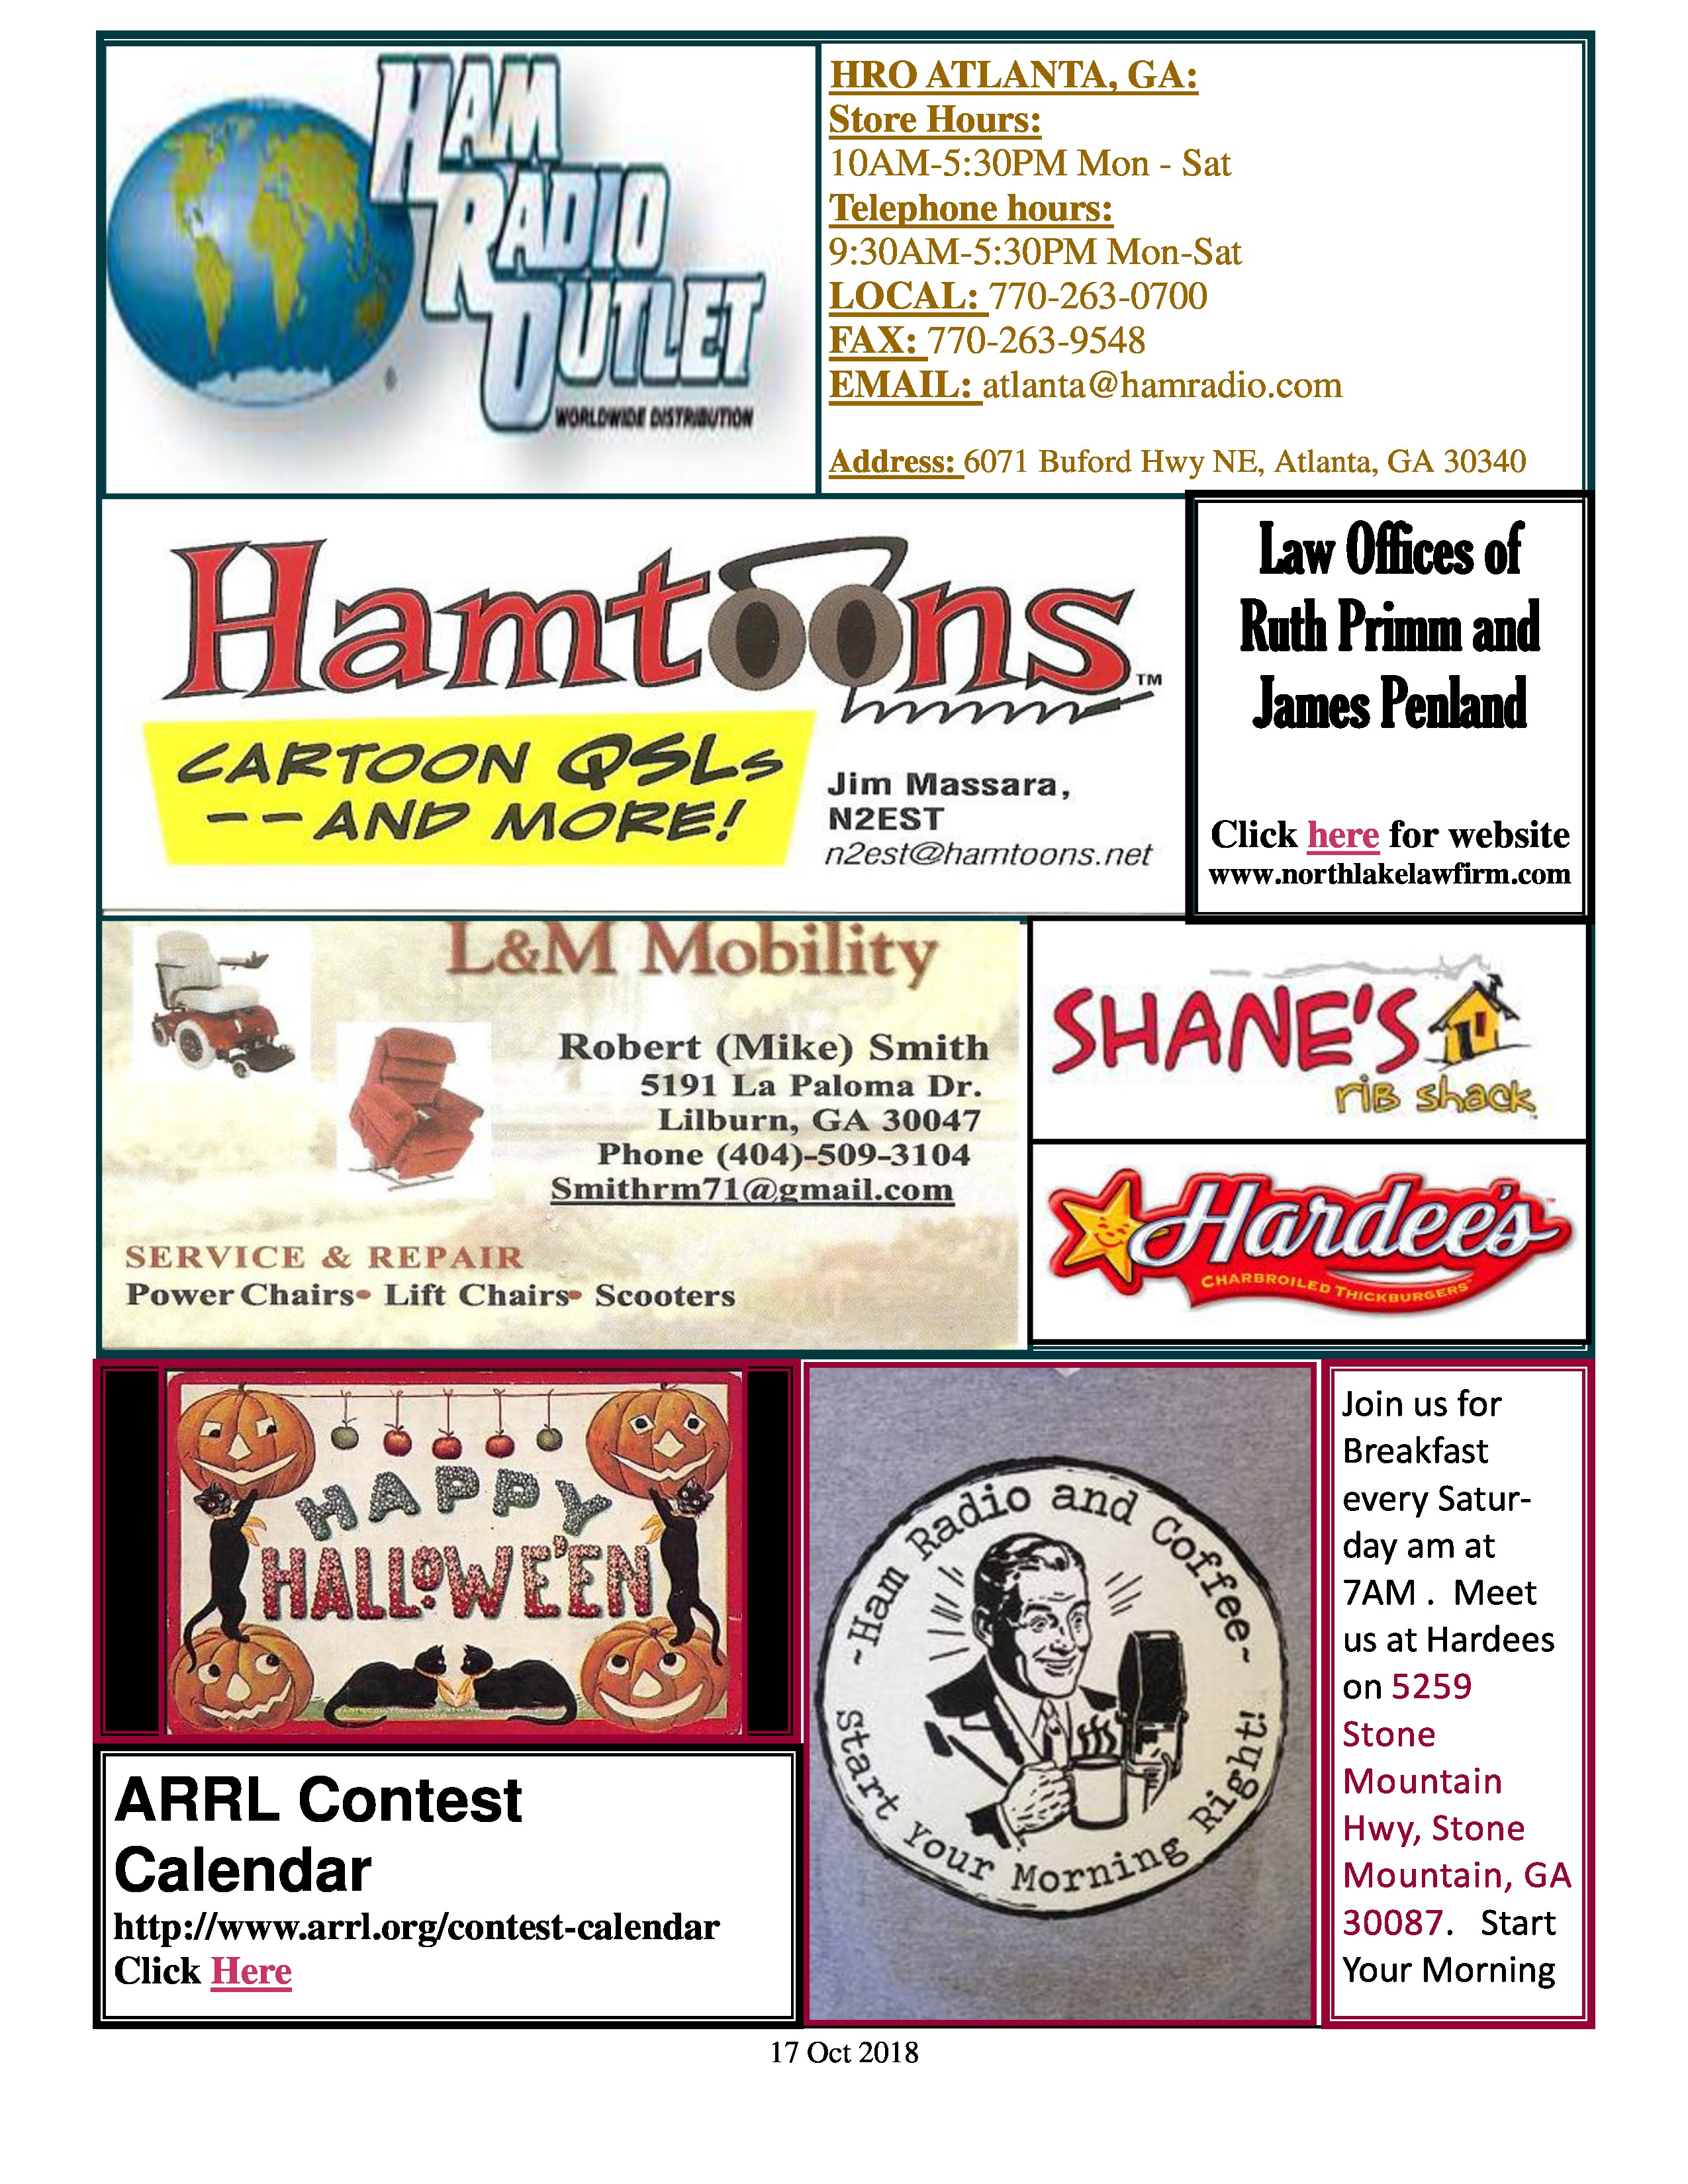 HAM
RADIO
OUTLET
WORLDWIDE DISTRIBUTION
HRO ATLANTA, GA:
Store Hours:
10AM-5:30PM Mon - Sat
Telephone hours:
9:30AM-5:30PM Mon-Sat
LOCAL: 770-263-0700
FAX: 770-263-9548
EMAIL: atlanta@hamradio.com
Address: 6071 Buford Hwy NE, Atlanta, GA 30340
Hamtoons™
CARTOON QSLs
--AND MORE!
Jim Massara,
N2EST
n2est@hamtoons.net
Law Offices of
Ruth Primm and
James Penland
Click here for website
www.northlakelawfirm.com
L&M Mobility
Robert (Mike) Smith
5191 La Paloma Dr.
Lilburn, GA 30047
Phone (404)-509-3104
Smithrm71@gmail.com
SERVICE & REPAIR
Power Chairs• Lift Chairs• Scooters
SHANE'S
rib shack
Hardee's
CHARBROILED THICKBURGERS™
HAPPY
HALLOWE'EN
~Ham Radio and Coffee~
Start Your Morning Right!
Join us for
Breakfast
every Satur-
day am at
7AM .  Meet
us at Hardees
on 5259
Stone
Mountain
Hwy, Stone
Mountain, GA
30087.   Start
Your Morning
ARRL Contest
Calendar
http://www.arrl.org/contest-calendar
Click Here
17 Oct 2018